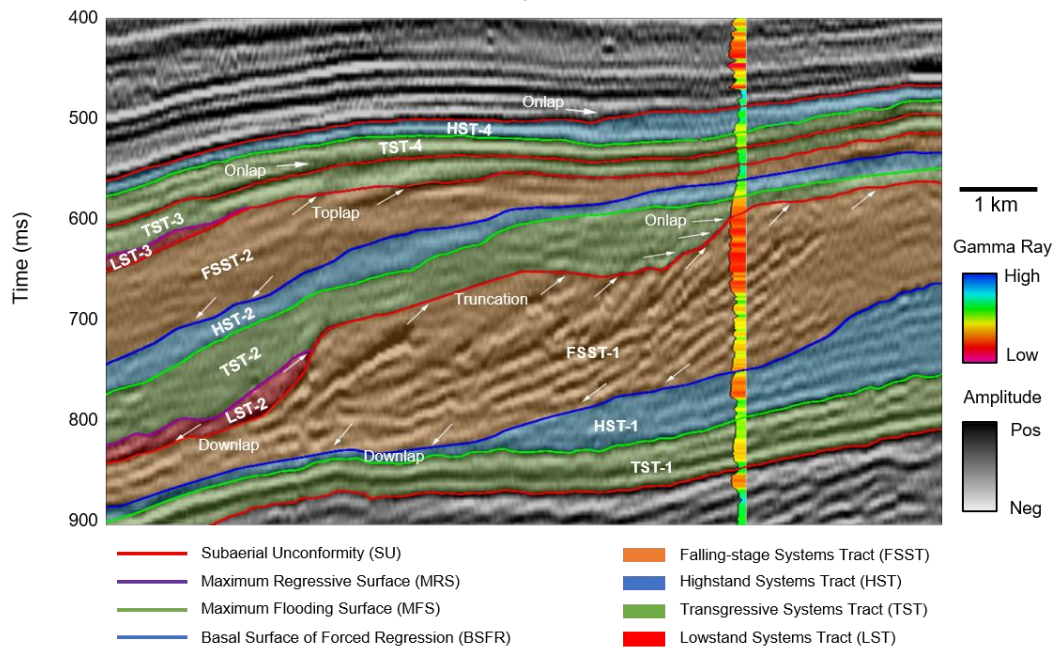 400
500
600
700
800
900
Time (ms)
Onlap
HST-4
TST-4
Onlap
Toplap
TST-3
LST-3
FSST-2
Onlap
HST-2
Truncation
TST-2
FSST-1
LST-2
HST-1
Downlap
Downlap
TST-1
1 km
Gamma Ray
High
Low
Amplitude
Pos
Neg
Subaerial Unconformity (SU)
Maximum Regressive Surface (MRS)
Maximum Flooding Surface (MFS)
Basal Surface of Forced Regression (BSFR)
Falling-stage Systems Tract (FSST)
Highstand Systems Tract (HST)
Transgressive Systems Tract (TST)
Lowstand Systems Tract (LST)